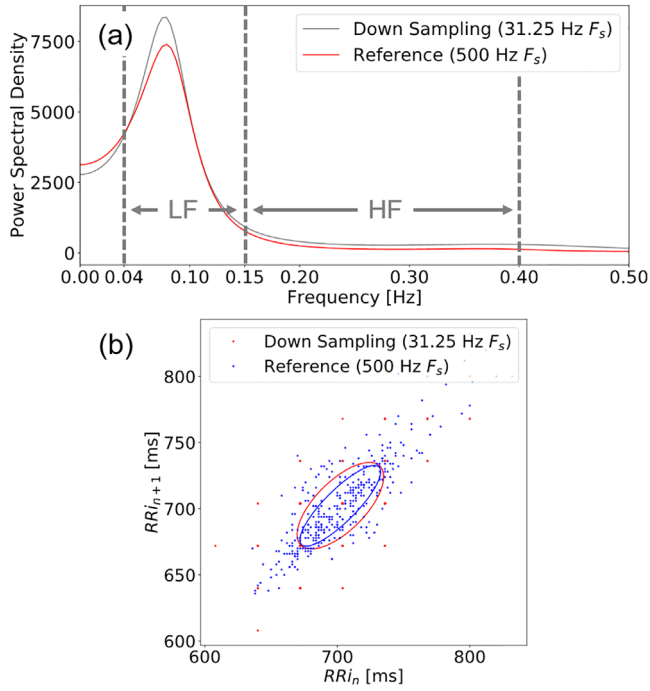 (a)
Down Sampling (31.25 Hz Fs)
Reference (500 Hz Fs)
Power Spectral Density
7500
5000
2500
0
LF
HF
0.00 0.04 0.10 0.15 0.20 0.30 0.40 0.50
Frequency [Hz]
(b)
Down Sampling (31.25 Hz Fs)
Reference (500 Hz Fs)
RRin+1 [ms]
800
750
700
650
600
600 700 800
RRin [ms]